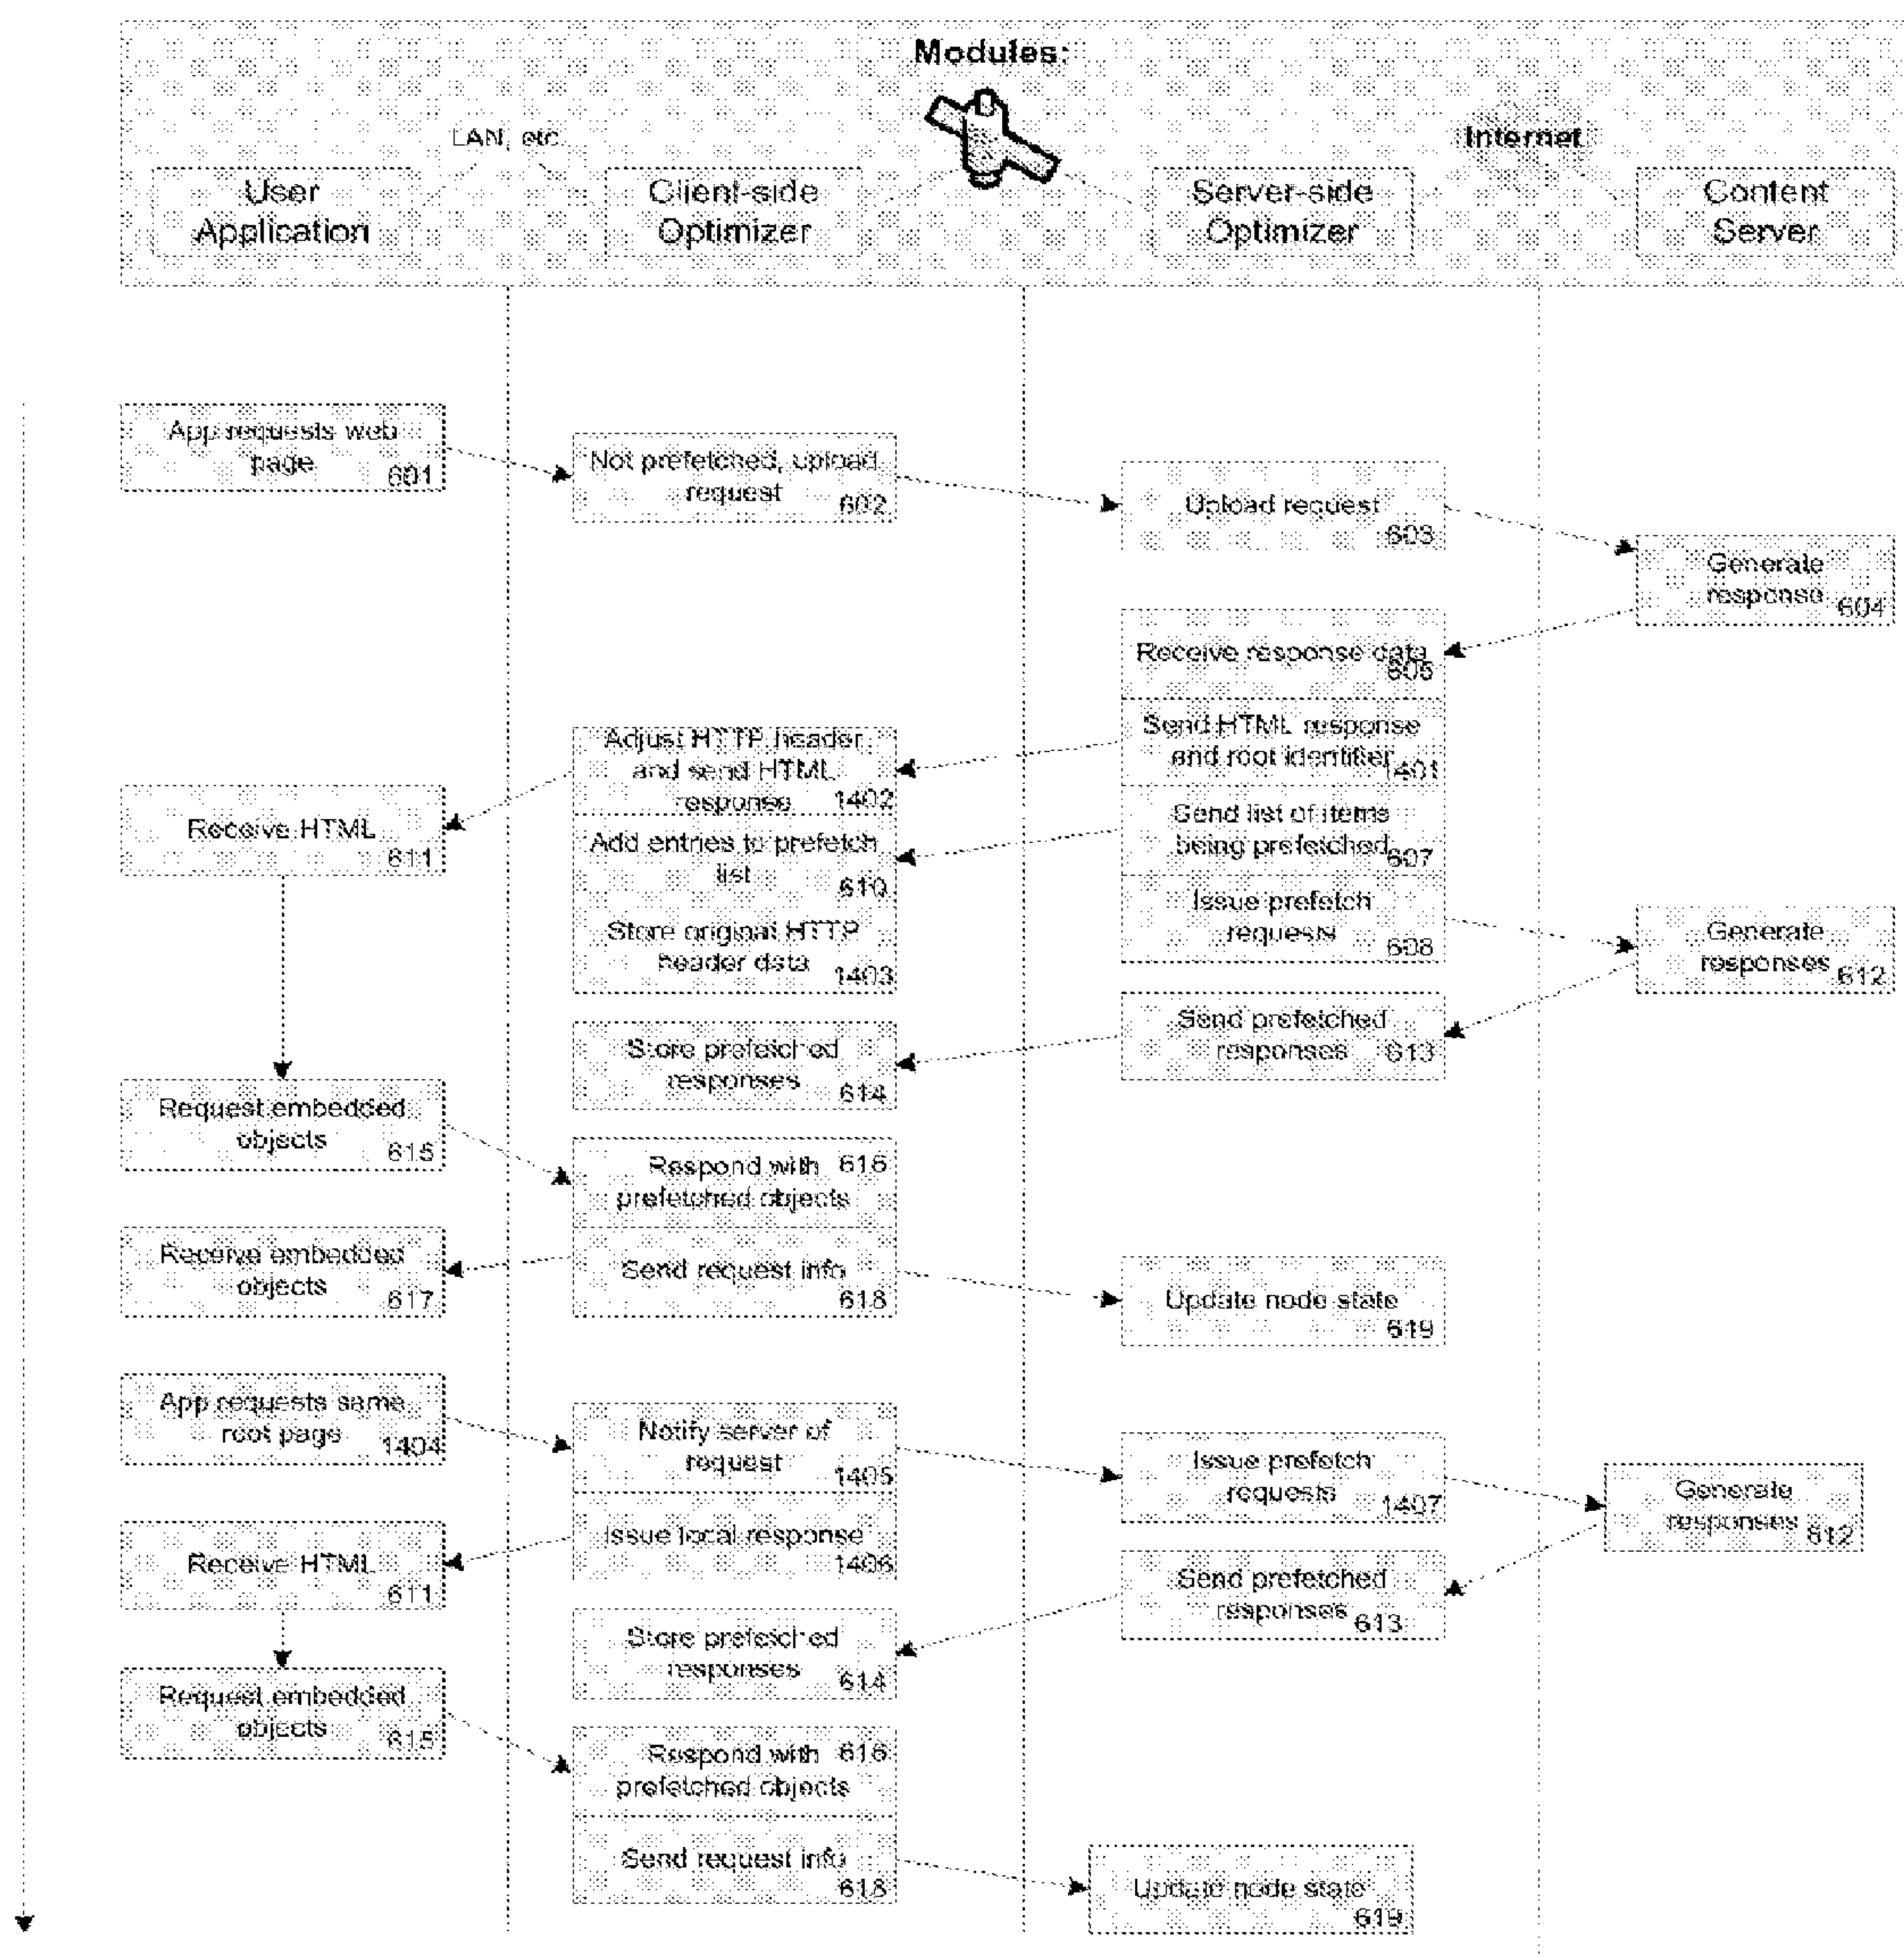 Modules:
LAN, etc.
Internet
User
Application
Client-side
Optimizer
Server-side
Optimizer
Content
Server
App requests web
page
601
Not prefetched, upload
request
602
Upload request
603
Generate
response
604
Receive response data
605
Send HTML response
and root identifier
1401
Adjust HTTP header
and send HTML
response
1402
Receive HTML
611
Send list of items
being prefetched
607
Add entries to prefetch
list
610
Issue prefetch
requests
608
Store original HTTP
header data
1403
Generate
responses
612
Send prefetched
responses
613
Store prefetched
responses
614
Request embedded
objects
615
Respond with
616
prefetched objects
Receive embedded
objects
617
Send request info
618
Update node state
619
App requests same
root page
1404
Notify server of
request
1405
Issue prefetch
requests
1407
Generate
responses
612
Issue local response
1406
Receive HTML
611
Send prefetched
responses
613
Store prefetched
responses
614
Request embedded
objects
615
Respond with
616
prefetched objects
Send request info
618
Update node state
619